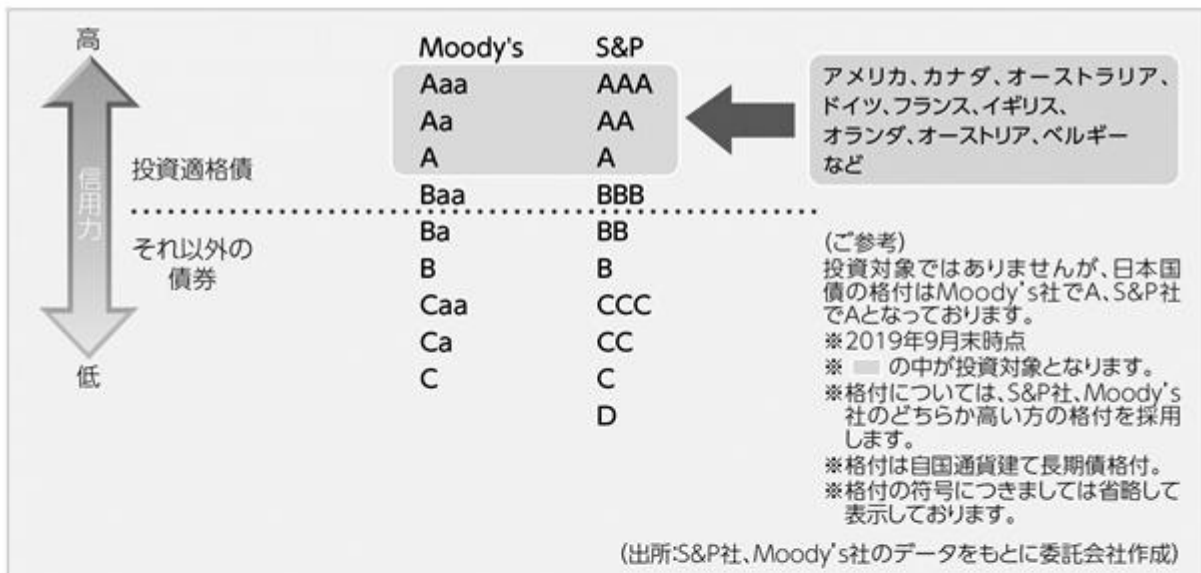 高
信用力
低
投資適格債
それ以外の
債券
Moody's S&P
Aaa AAA
Aa AA
A A
Baa BBB
Ba BB
B B
Caa CCC
Ca CC
C C
D
アメリカ、カナダ、オーストラリア、
ドイツ、フランス、イギリス、
オランダ、オーストリア、ベルギー
など
(ご参考)
投資対象ではありませんが、日本国
債の格付はMoody's社でA、S&P社
でAとなっております。
※2019年9月末時点
※ の中が投資対象となります。
※格付については、S&P社、Moody's
社のどちらか高い方の格付を採用
します。
※格付は自国通貨建て長期債格付。
※格付の符号につきましては省略して
表示しております。
(出所:S&P社、Moody's社のデータをもとに委託会社作成)